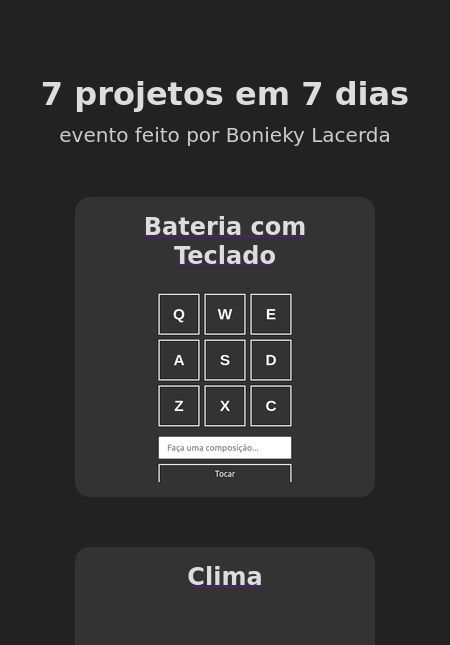 7 projetos em 7 dias
evento feito por Bonieky Lacerda
Bateria com
Teclado
Q W E
A S D
Z X C
Faça uma composição...
Tocar
Clima